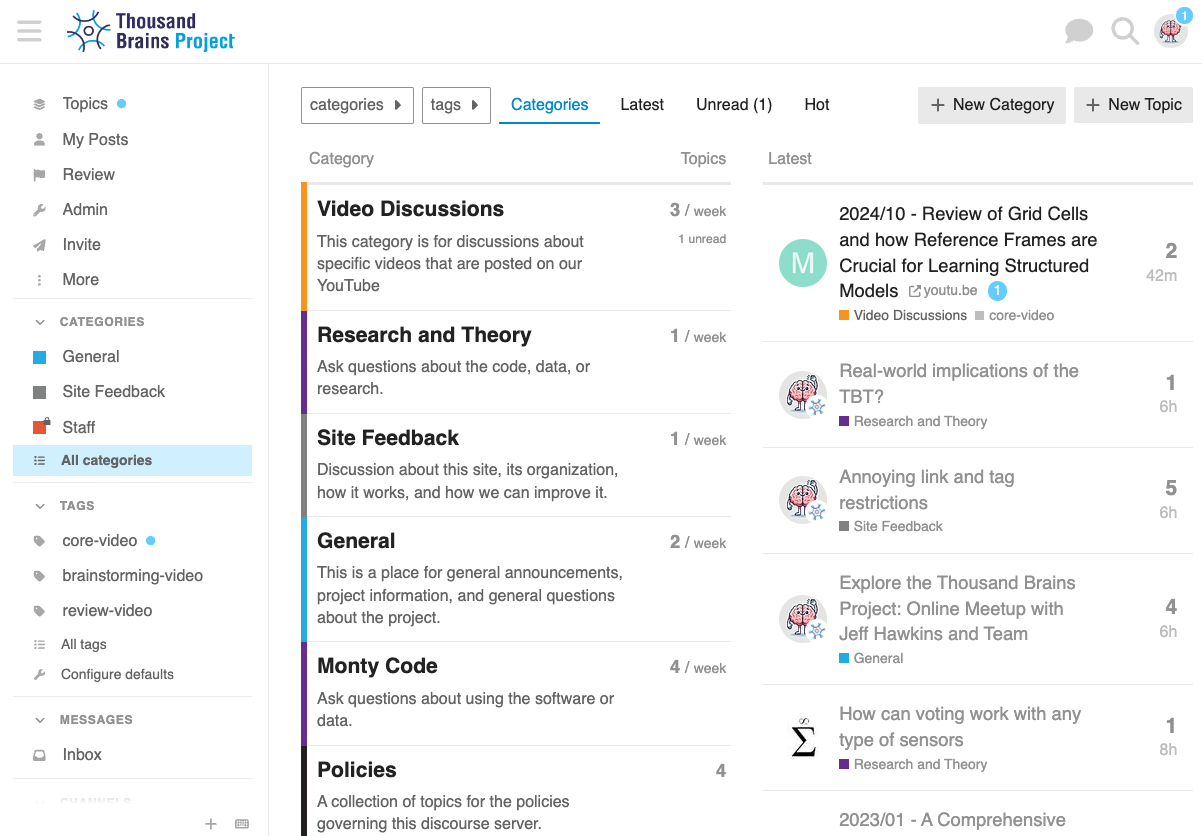 Thousand
Brains Project
1
Topics
My Posts
Review
Admin
Invite
More
CATEGORIES
General
Site Feedback
Staff
All categories
TAGS
core-video
brainstorming-video
review-video
All tags
Configure defaults
MESSAGES
Inbox
CHANNELS
categories
tags
Categories
Latest
Unread (1)
Hot
+ New Category
+ New Topic
Category
Topics
Video Discussions
3 / week
This category is for discussions about
1 unread
specific videos that are posted on our
YouTube
Research and Theory
1 / week
Ask questions about the code, data, or
research.
Site Feedback
1 / week
Discussion about this site, its organization,
how it works, and how we can improve it.
General
2 / week
This is a place for general announcements,
project information, and general questions
about the project.
Monty Code
4 / week
Ask questions about using the software or
data.
Policies
4
A collection of topics for the policies
governing this discourse server.
Latest
M
2024/10 - Review of Grid Cells
and how Reference Frames are
Crucial for Learning Structured
Models youtu.be 1
Video Discussions core-video
2
42m
Real-world implications of the
TBT?
Research and Theory
1
6h
Annoying link and tag
restrictions
Site Feedback
5
6h
Explore the Thousand Brains
Project: Online Meetup with
Jeff Hawkins and Team
General
4
6h
∞
Σ
How can voting work with any
type of sensors
Research and Theory
1
8h
2023/01 - A Comprehensive